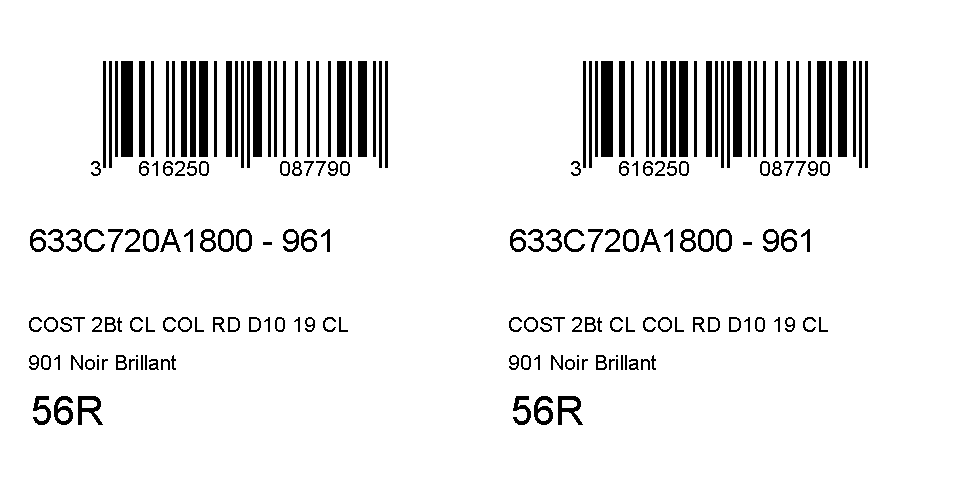 3 616250 087790
633C720A1800 - 961
COST 2Bt CL COL RD D10 19 CL
901 Noir Brillant
56R
3 616250 087790
633C720A1800 - 961
COST 2Bt CL COL RD D10 19 CL
901 Noir Brillant
56R